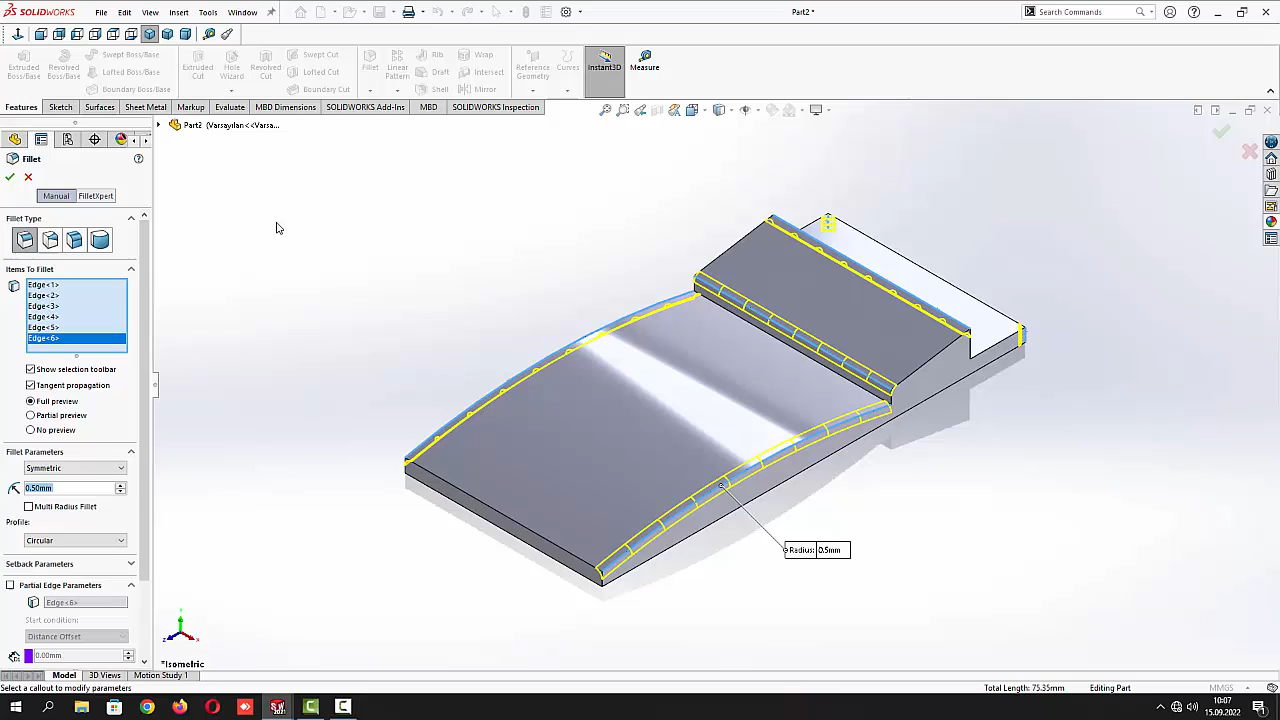 SOLIDWORKS File Edit View Insert Tools Window Part2 * Search Commands
Extruded Boss/Base
Revolved Boss/Base
Swept Boss/Base
Lofted Boss/Base
Boundary Boss/Base
Extruded Cut
Hole Wizard
Revolved Cut
Swept Cut
Lofted Cut
Boundary Cut
Fillet
Linear Pattern
Rib
Draft
Shell
Wrap
Intersect
Mirror
Reference Geometry
Curves
Instant3D
Measure
Features Sketch Surfaces Sheet Metal Markup Evaluate MBD Dimensions SOLIDWORKS Add-Ins MBD SOLIDWORKS Inspection
Part2 (Varsayılan<<Varsa...
Fillet
Manual FilletXpert
Fillet Type
Items To Fillet
Edge<1>
Edge<2>
Edge<3>
Edge<4>
Edge<5>
Edge<6>
Show selection toolbar
Tangent propagation
Full preview
Partial preview
No preview
Fillet Parameters
Symmetric
0.50mm
Multi Radius Fillet
Profile:
Circular
Setback Parameters
Partial Edge Parameters
Edge<6>
Start condition:
Distance Offset
0.00mm
Radius: 0.5mm
Y
Z X
*Isometric
Model 3D Views Motion Study 1
Select a callout to modify parameters Total Length: 75.35mm Editing Part MMGS
10:07
15.09.2022